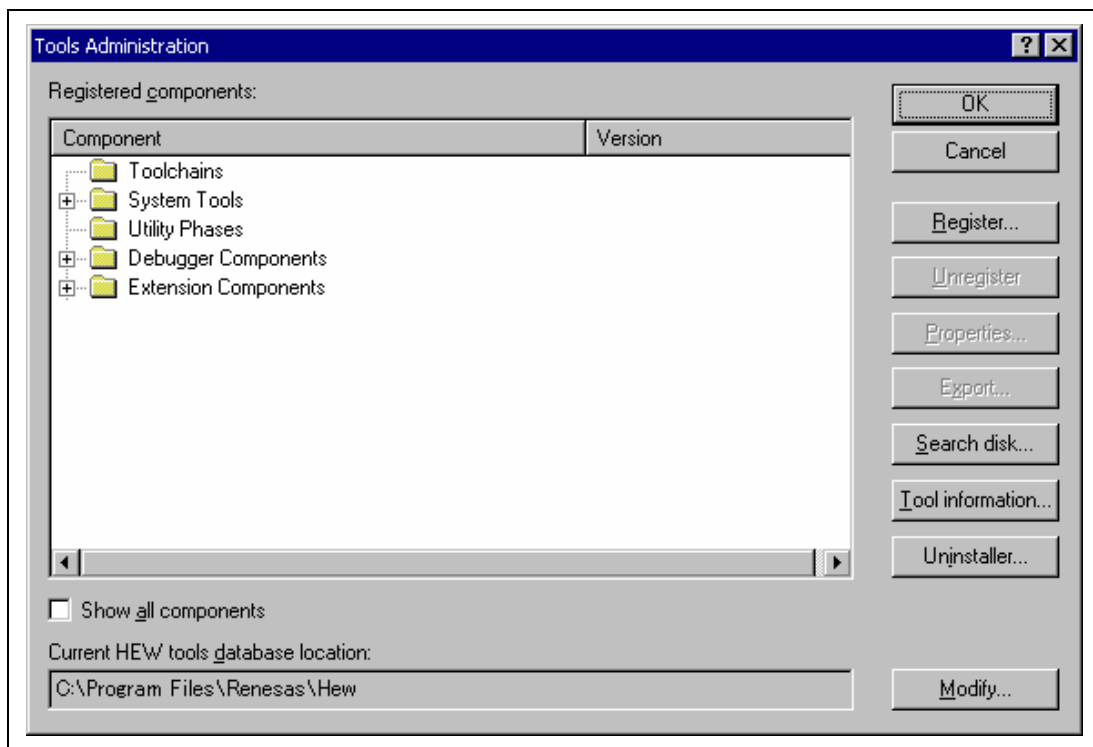 Tools Administration
Registered components:
Component Version
Toolchains
System Tools
Utility Phases
Debugger Components
Extension Components
OK
Cancel
Register...
Unregister
Properties...
Export...
Search disk...
Tool information...
Uninstaller...
Show all components
Current HEW tools database location:
C:\Program Files\Renesas\Hew
Modify...